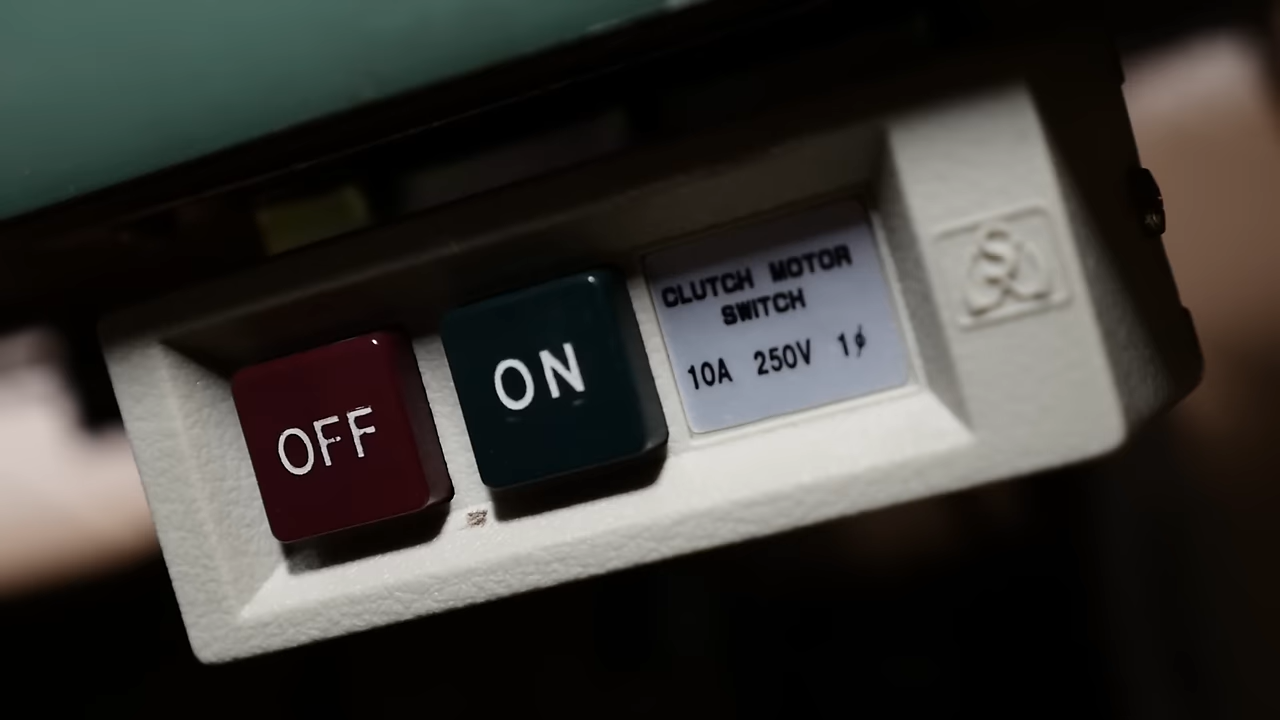 OFF
ON
CLUTCH MOTOR
SWITCH
10A 250V 1φ